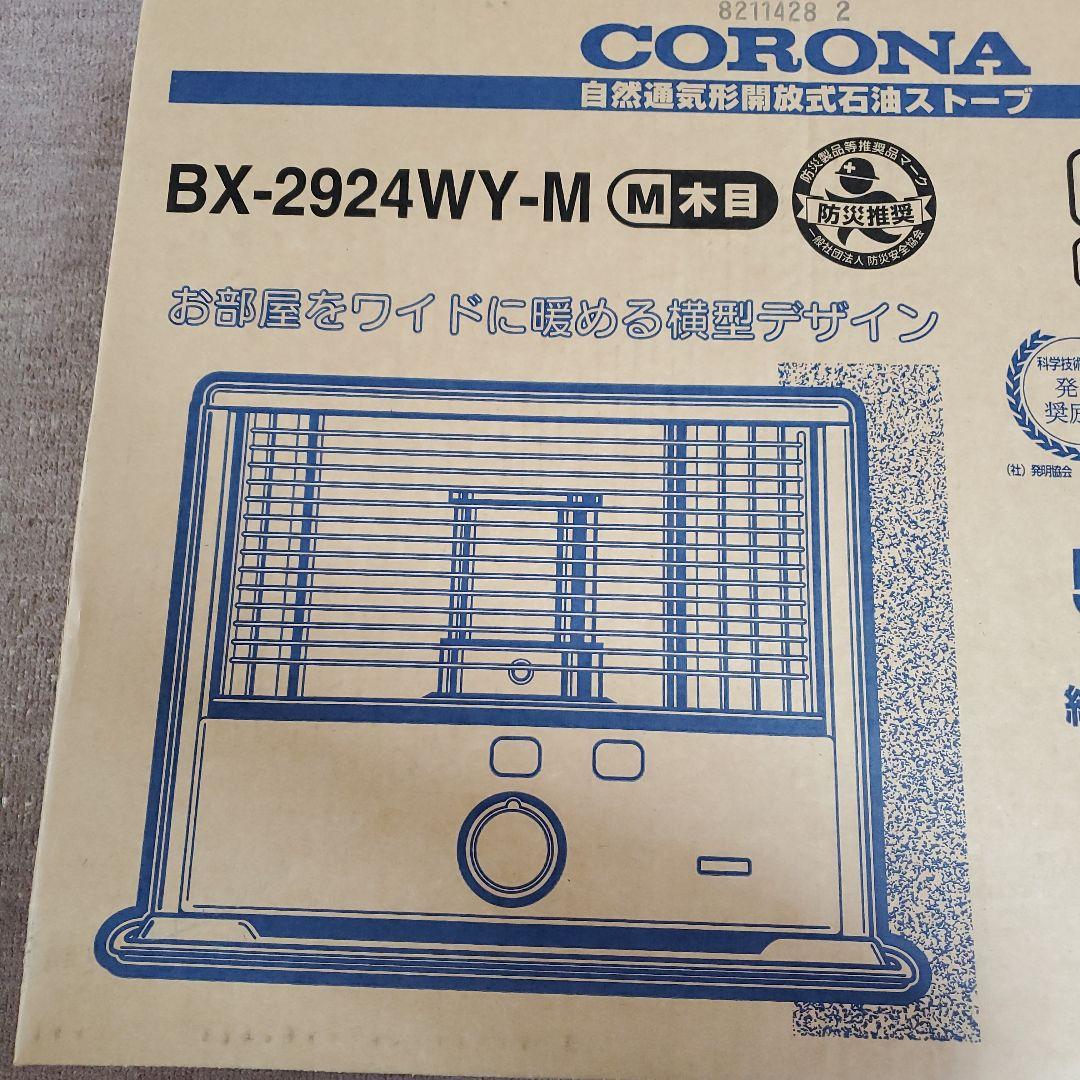 8211428 2
CORONA
自然通気形開放式石油ストーブ
BX-2924WY-M M木目
防災製品等推奨品マーク
防災推奨
一般社団法人 防災安全協会
お部屋をワイドに暖める横型デザイン
科学技術
発
奨励
(社) 発明協会